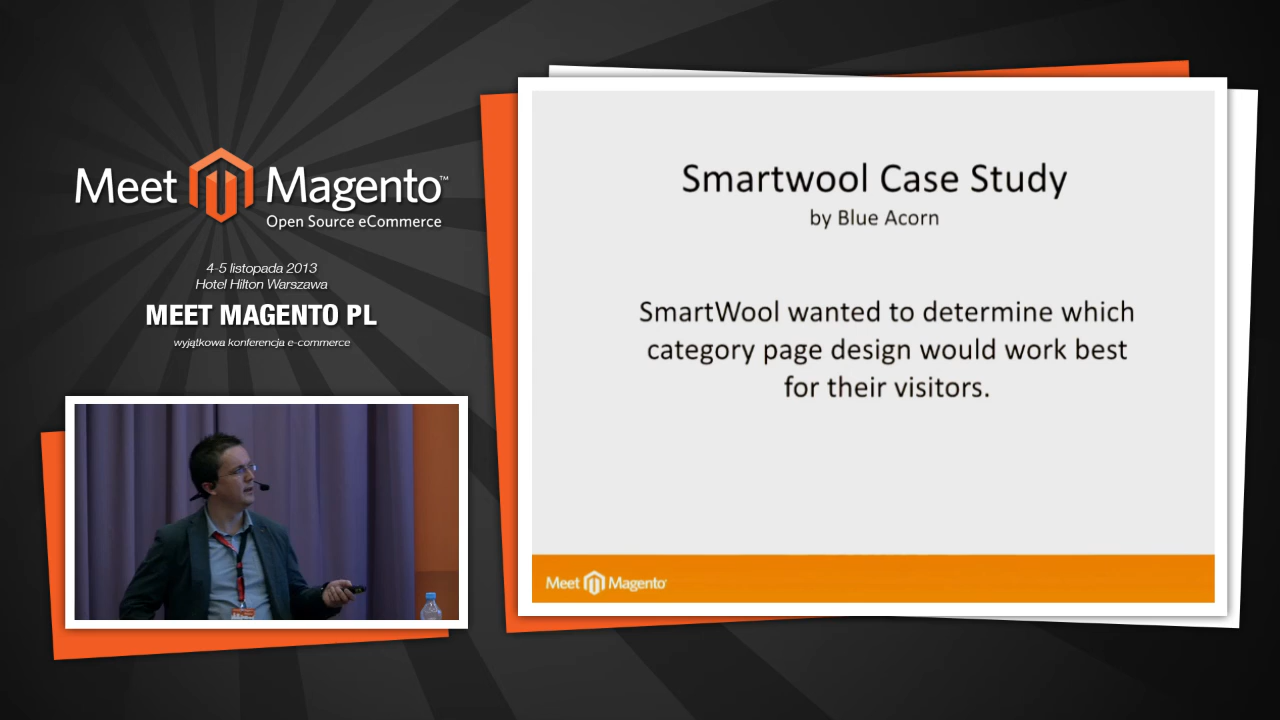 Meet Magento™
Open Source eCommerce
4-5 listopada 2013
Hotel Hilton Warszawa
MEET MAGENTO PL
wyjątkowa konferencja e-commerce
Smartwool Case Study
by Blue Acorn
SmartWool wanted to determine which
category page design would work best
for their visitors.
Meet Magento